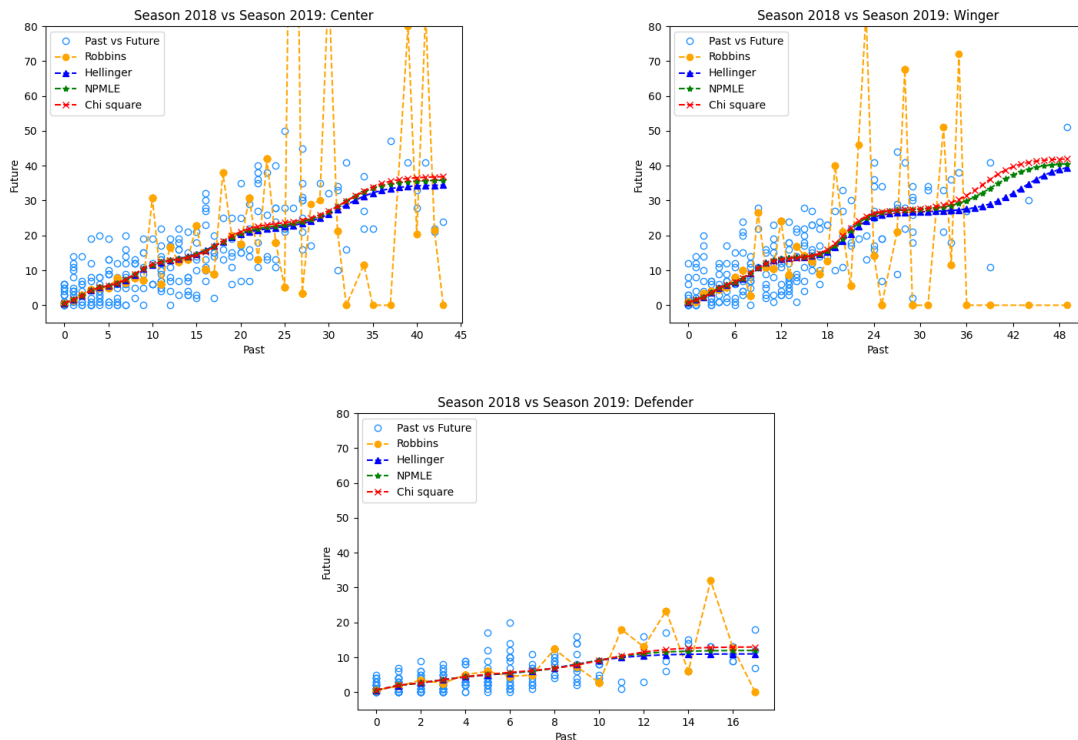 Season 2018 vs Season 2019: Center
80
70
60
50
40
30
20
10
0
Future
Past vs Future
Robbins
Hellinger
NPMLE
Chi square
0 5 10 15 20 25 30 35 40 45
Past
Season 2018 vs Season 2019: Winger
80
70
60
50
40
30
20
10
0
Future
Past vs Future
Robbins
Hellinger
NPMLE
Chi square
0 6 12 18 24 30 36 42 48
Past
Season 2018 vs Season 2019: Defender
80
70
60
50
40
30
20
10
0
Future
Past vs Future
Robbins
Hellinger
NPMLE
Chi square
0 2 4 6 8 10 12 14 16
Past